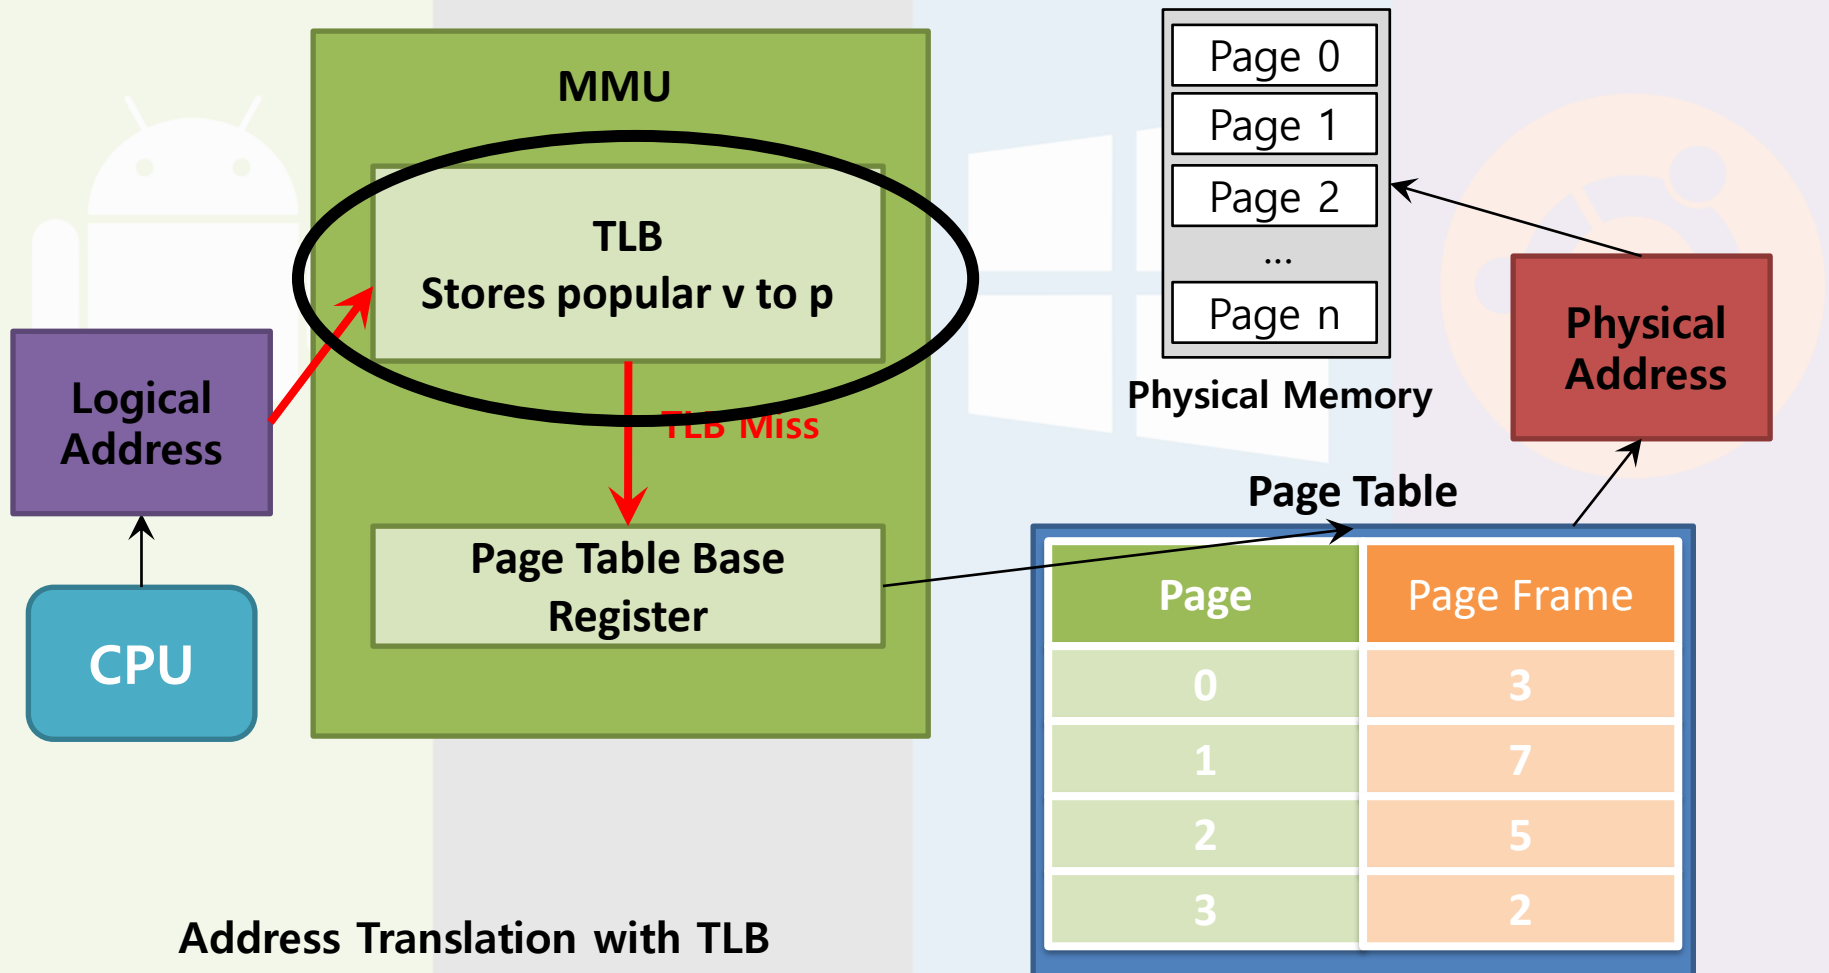 MMU
TLB
Stores popular v to p
TLB Miss
Page Table Base
Register
Logical
Address
CPU
Page 0
Page 1
Page 2
...
Page n
Physical Memory
Physical
Address
Page Table
Page Page Frame
0 3
1 7
2 5
3 2
Address Translation with TLB